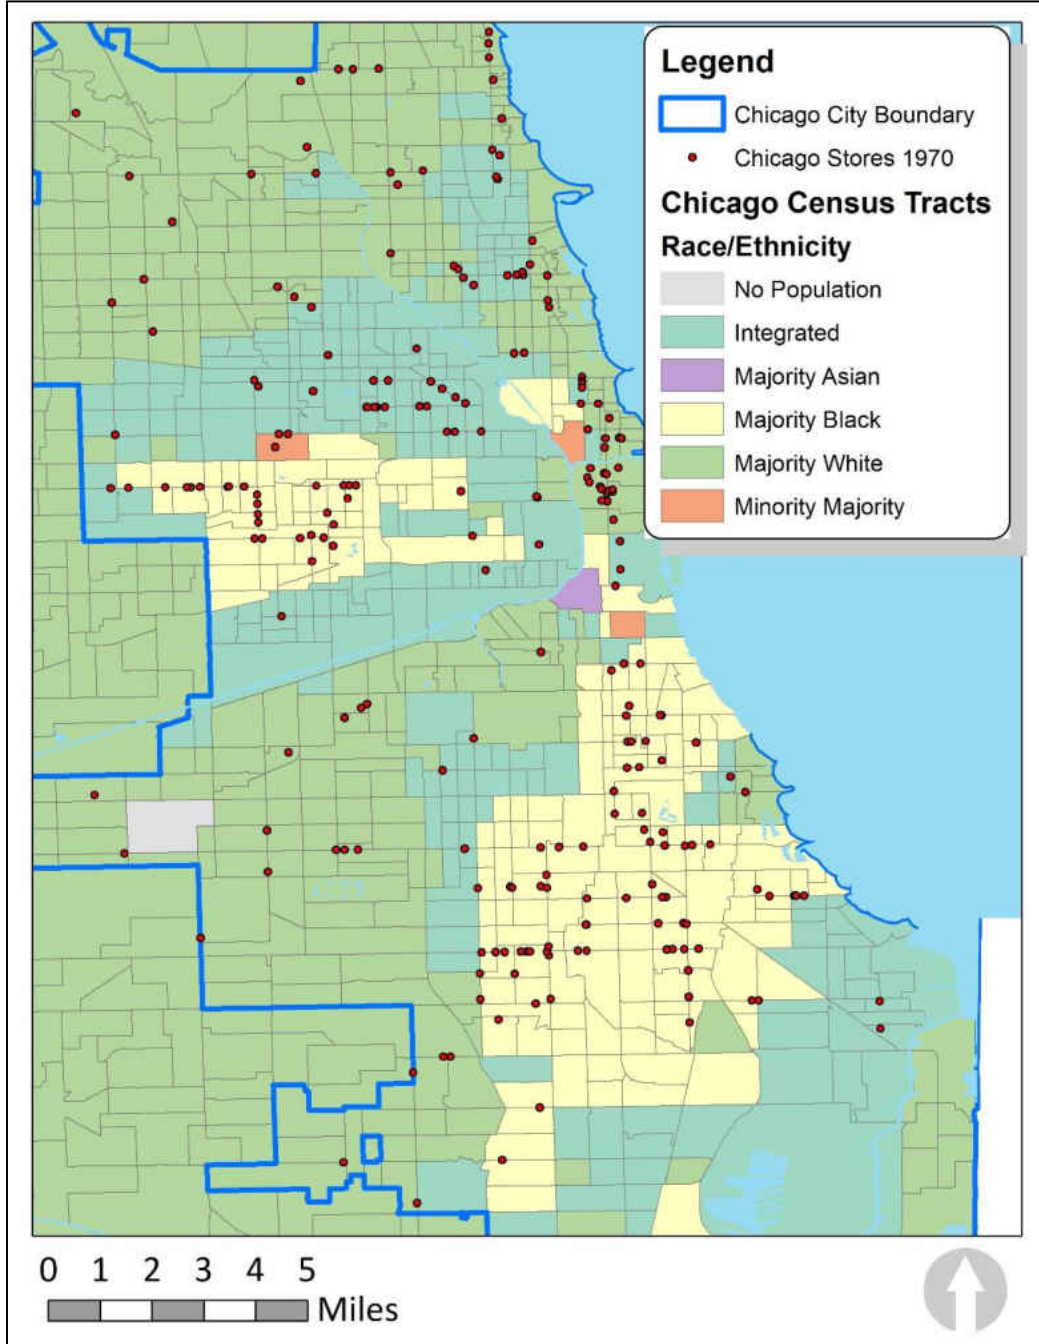 Legend
Chicago City Boundary
Chicago Stores 1970
Chicago Census Tracts
Race/Ethnicity
No Population
Integrated
Majority Asian
Majority Black
Majority White
Minority Majority
0 1 2 3 4 5
Miles